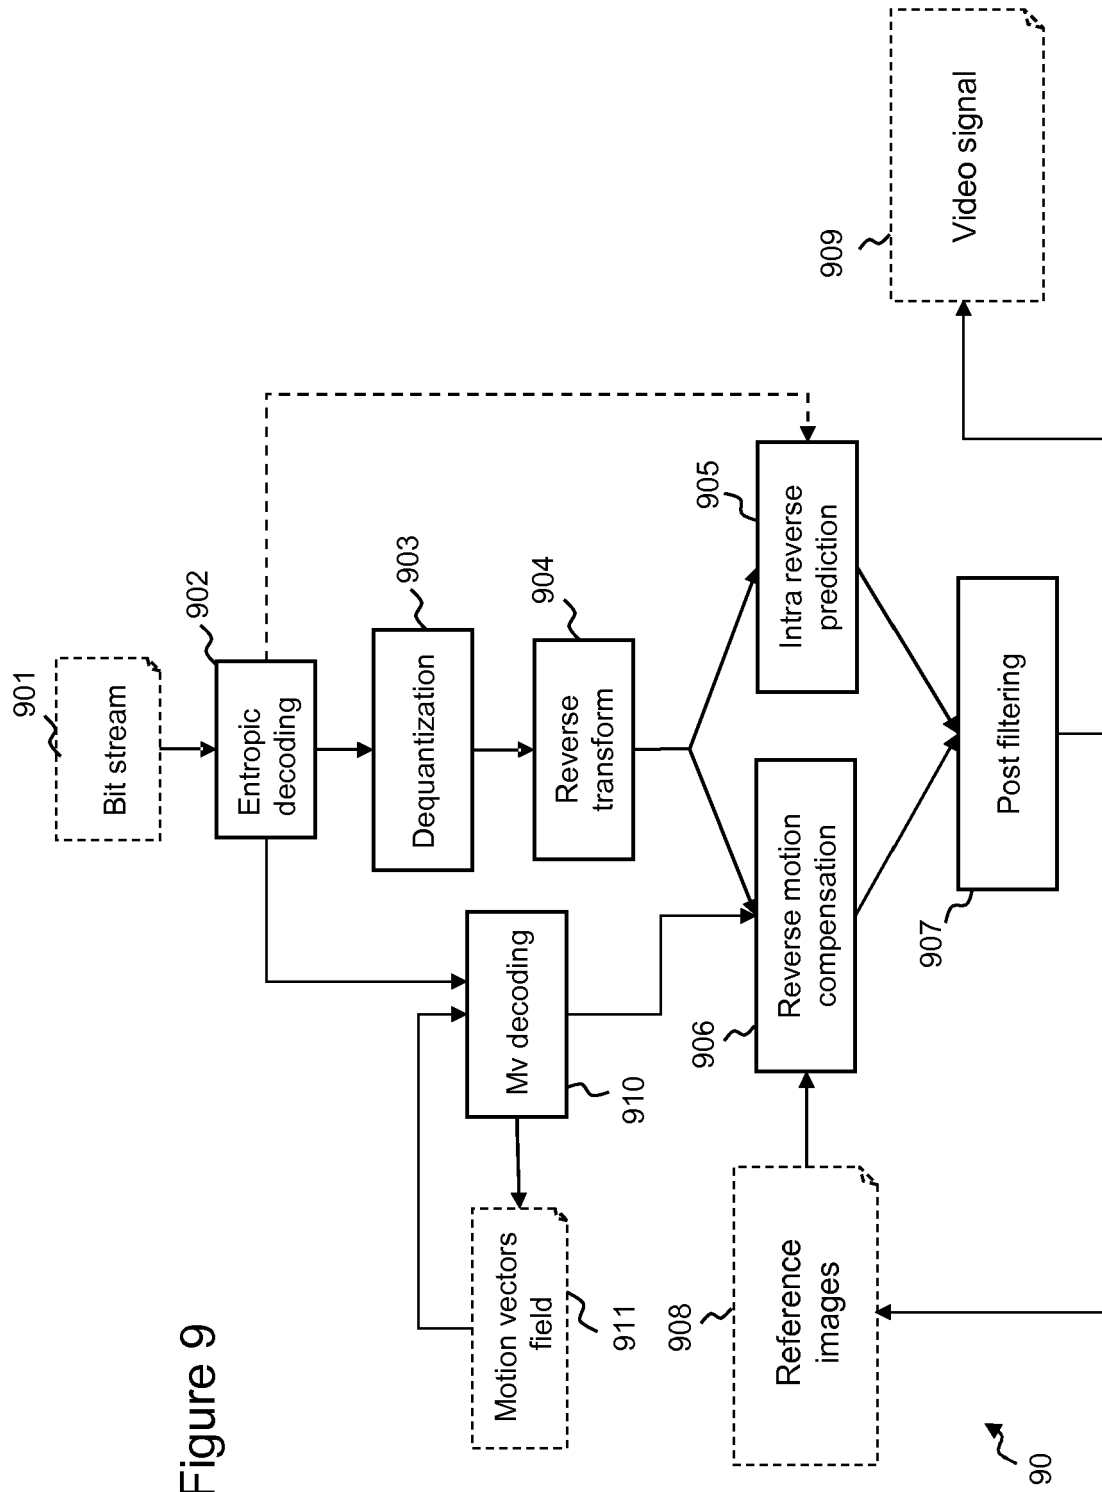 Figure 9
901
Bit stream
902
Entropic
decoding
903
Dequantization
904
Reverse
transform
905
Intra reverse
prediction
906
Reverse motion
compensation
907
Post filtering
908
Reference
images
909
Video signal
910
Mv decoding
911
Motion vectors
field
90